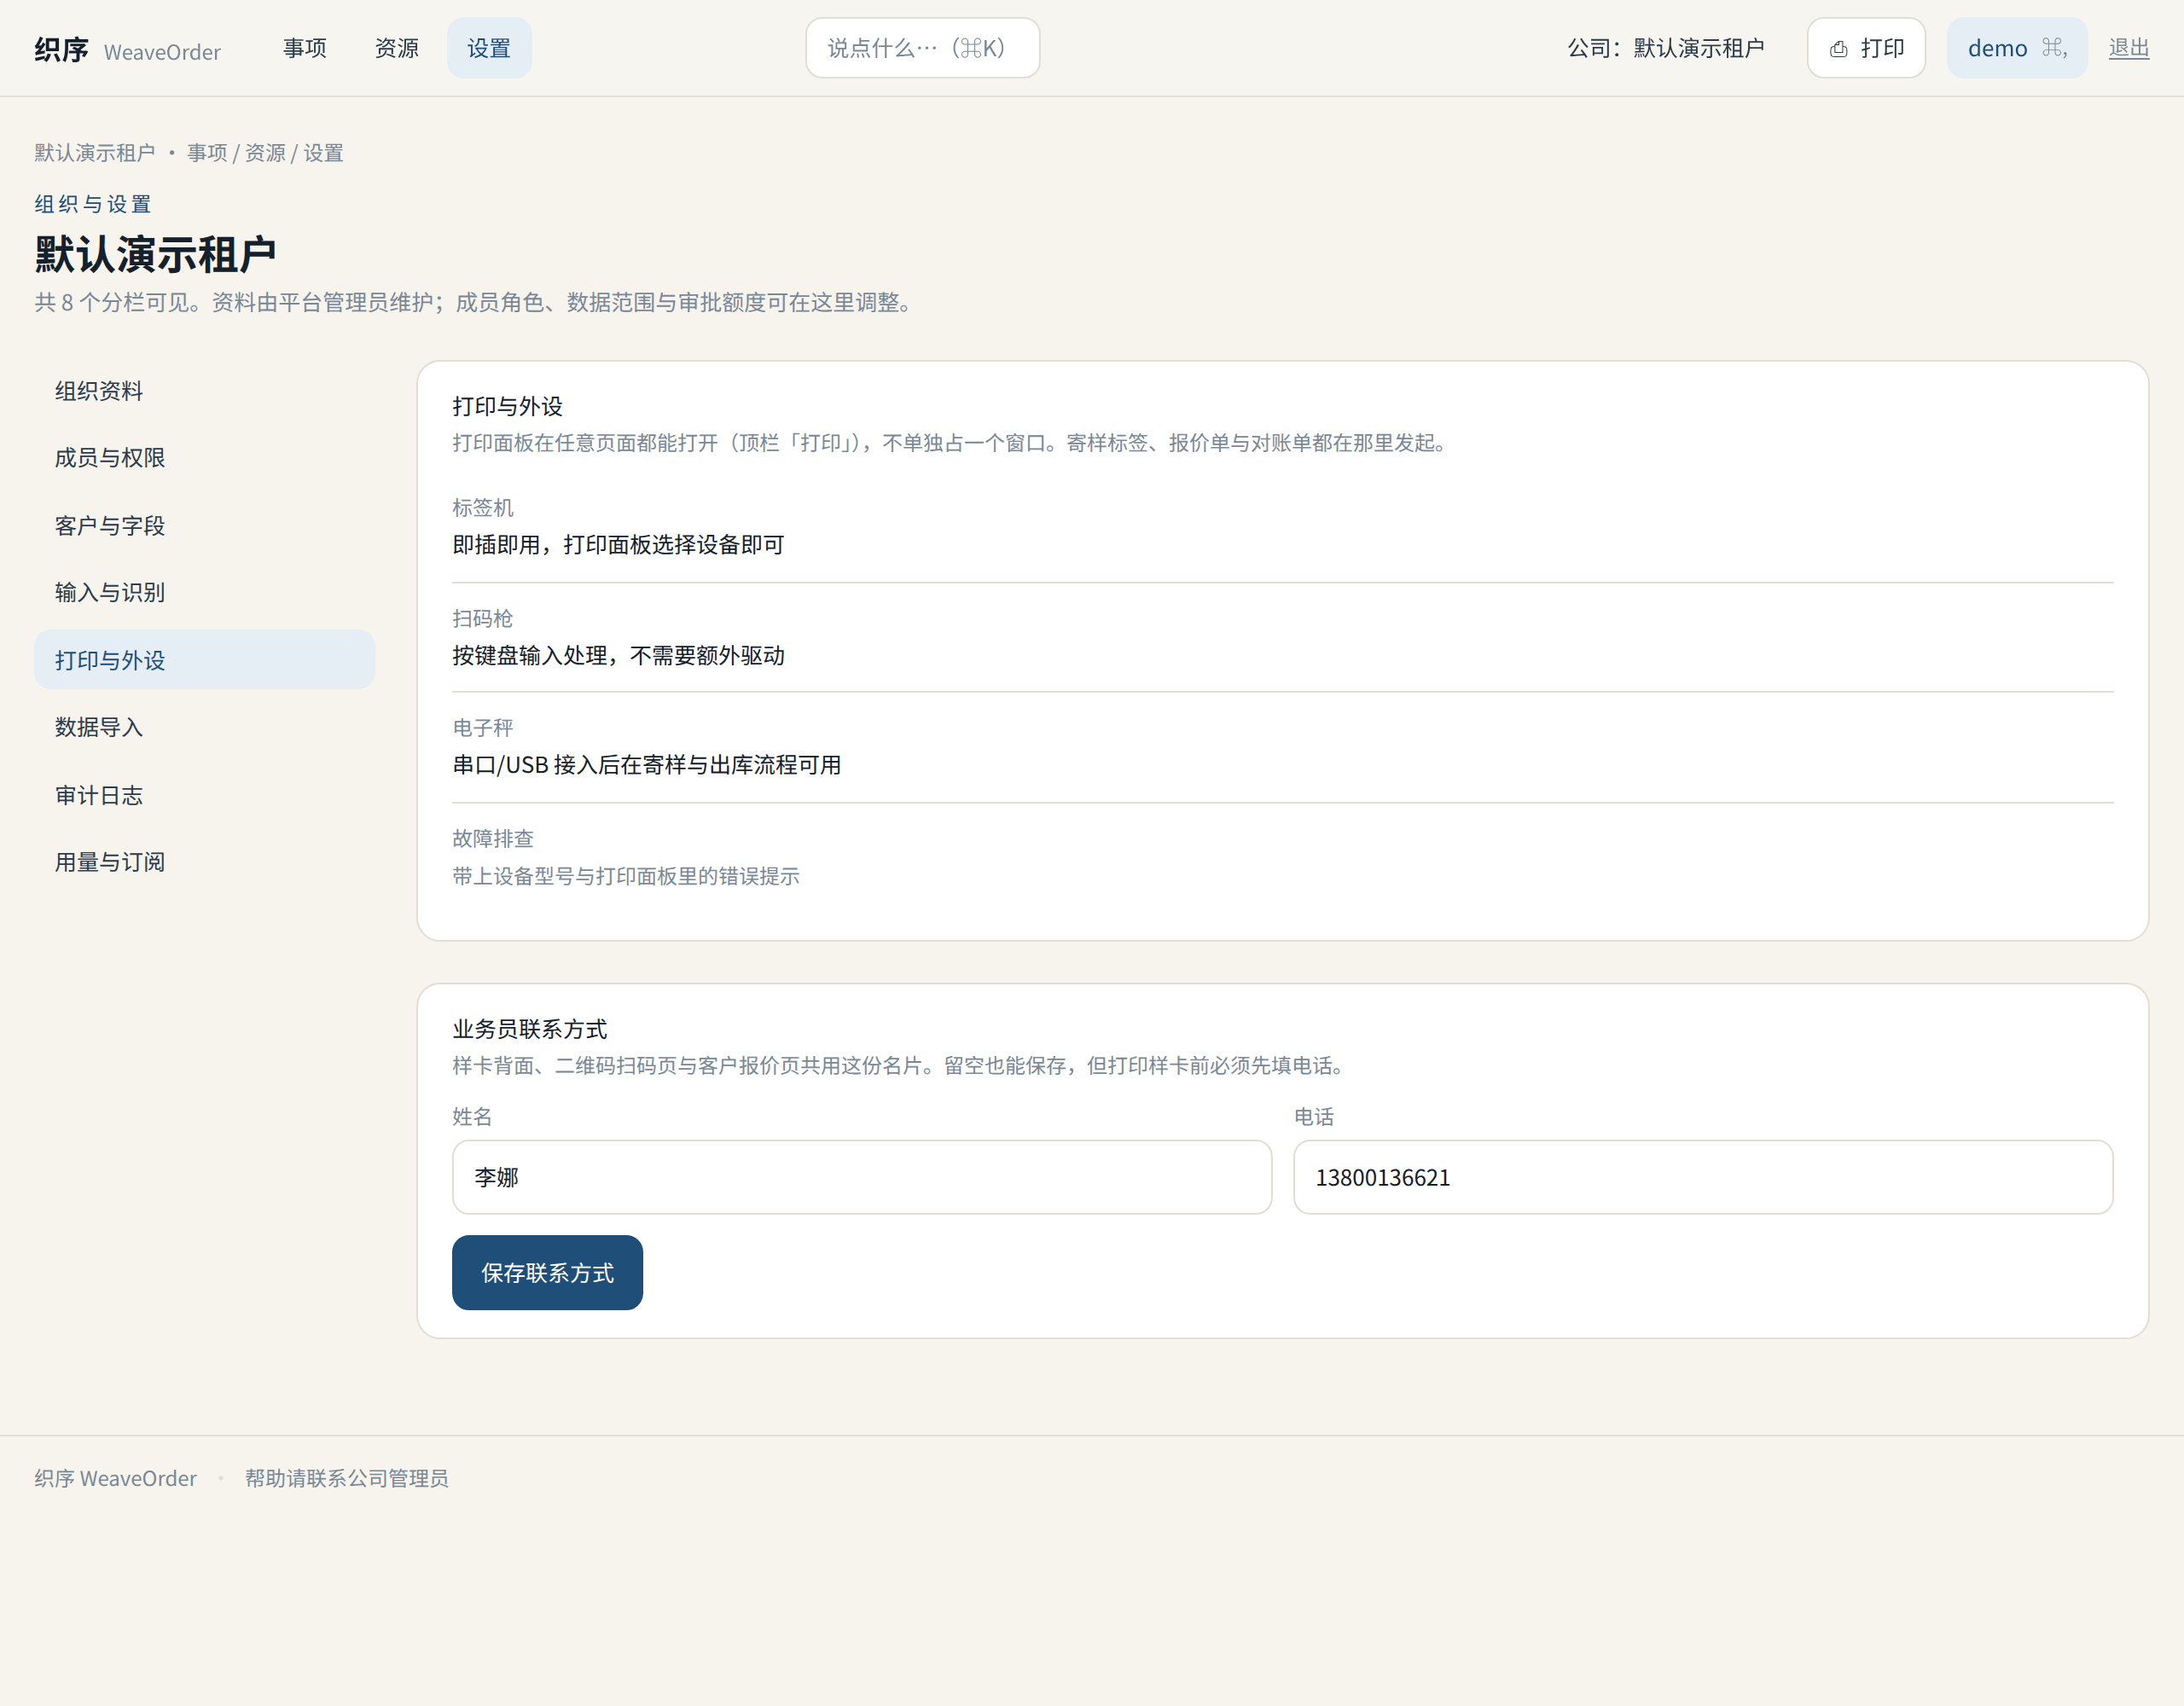 织序 WeaveOrder 事项 资源 设置 说点什么…（⌘K） 公司：默认演示租户 打印 demo ⌘, 退出
默认演示租户 · 事项 / 资源 / 设置
组织与设置
默认演示租户
共 8 个分栏可见。资料由平台管理员维护；成员角色、数据范围与审批额度可在这里调整。
组织资料
成员与权限
客户与字段
输入与识别
打印与外设
数据导入
审计日志
用量与订阅
打印与外设
打印面板在任意页面都能打开（顶栏「打印」），不单独占一个窗口。寄样标签、报价单与对账单都在那里发起。
标签机
即插即用，打印面板选择设备即可
扫码枪
按键盘输入处理，不需要额外驱动
电子秤
串口/USB 接入后在寄样与出库流程可用
故障排查
带上设备型号与打印面板里的错误提示
业务员联系方式
样卡背面、二维码扫码页与客户报价页共用这份名片。留空也能保存，但打印样卡前必须先填电话。
姓名 电话
李娜 13800136621
保存联系方式
织序 WeaveOrder · 帮助请联系公司管理员